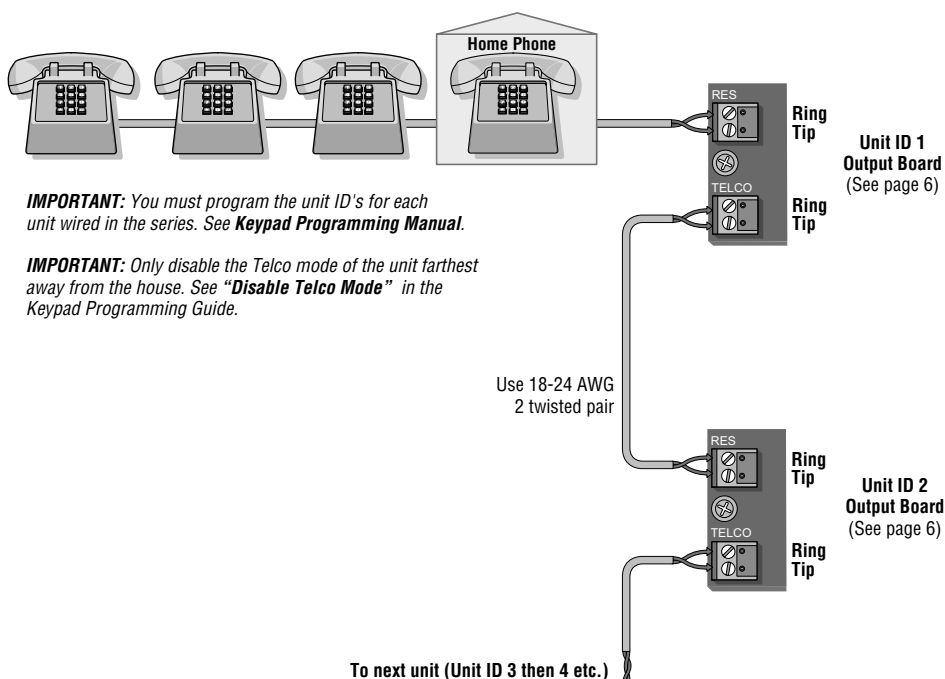 Home Phone
RES
Ring
Tip
Unit ID 1
Output Board
(See page 6)
TELCO
Ring
Tip
IMPORTANT: You must program the unit ID's for each
unit wired in the series. See Keypad Programming Manual.
IMPORTANT: Only disable the Telco mode of the unit farthest
away from the house. See "Disable Telco Mode" in the
Keypad Programming Guide.
Use 18-24 AWG
2 twisted pair
RES
Ring
Tip
Unit ID 2
Output Board
(See page 6)
TELCO
Ring
Tip
To next unit (Unit ID 3 then 4 etc.)